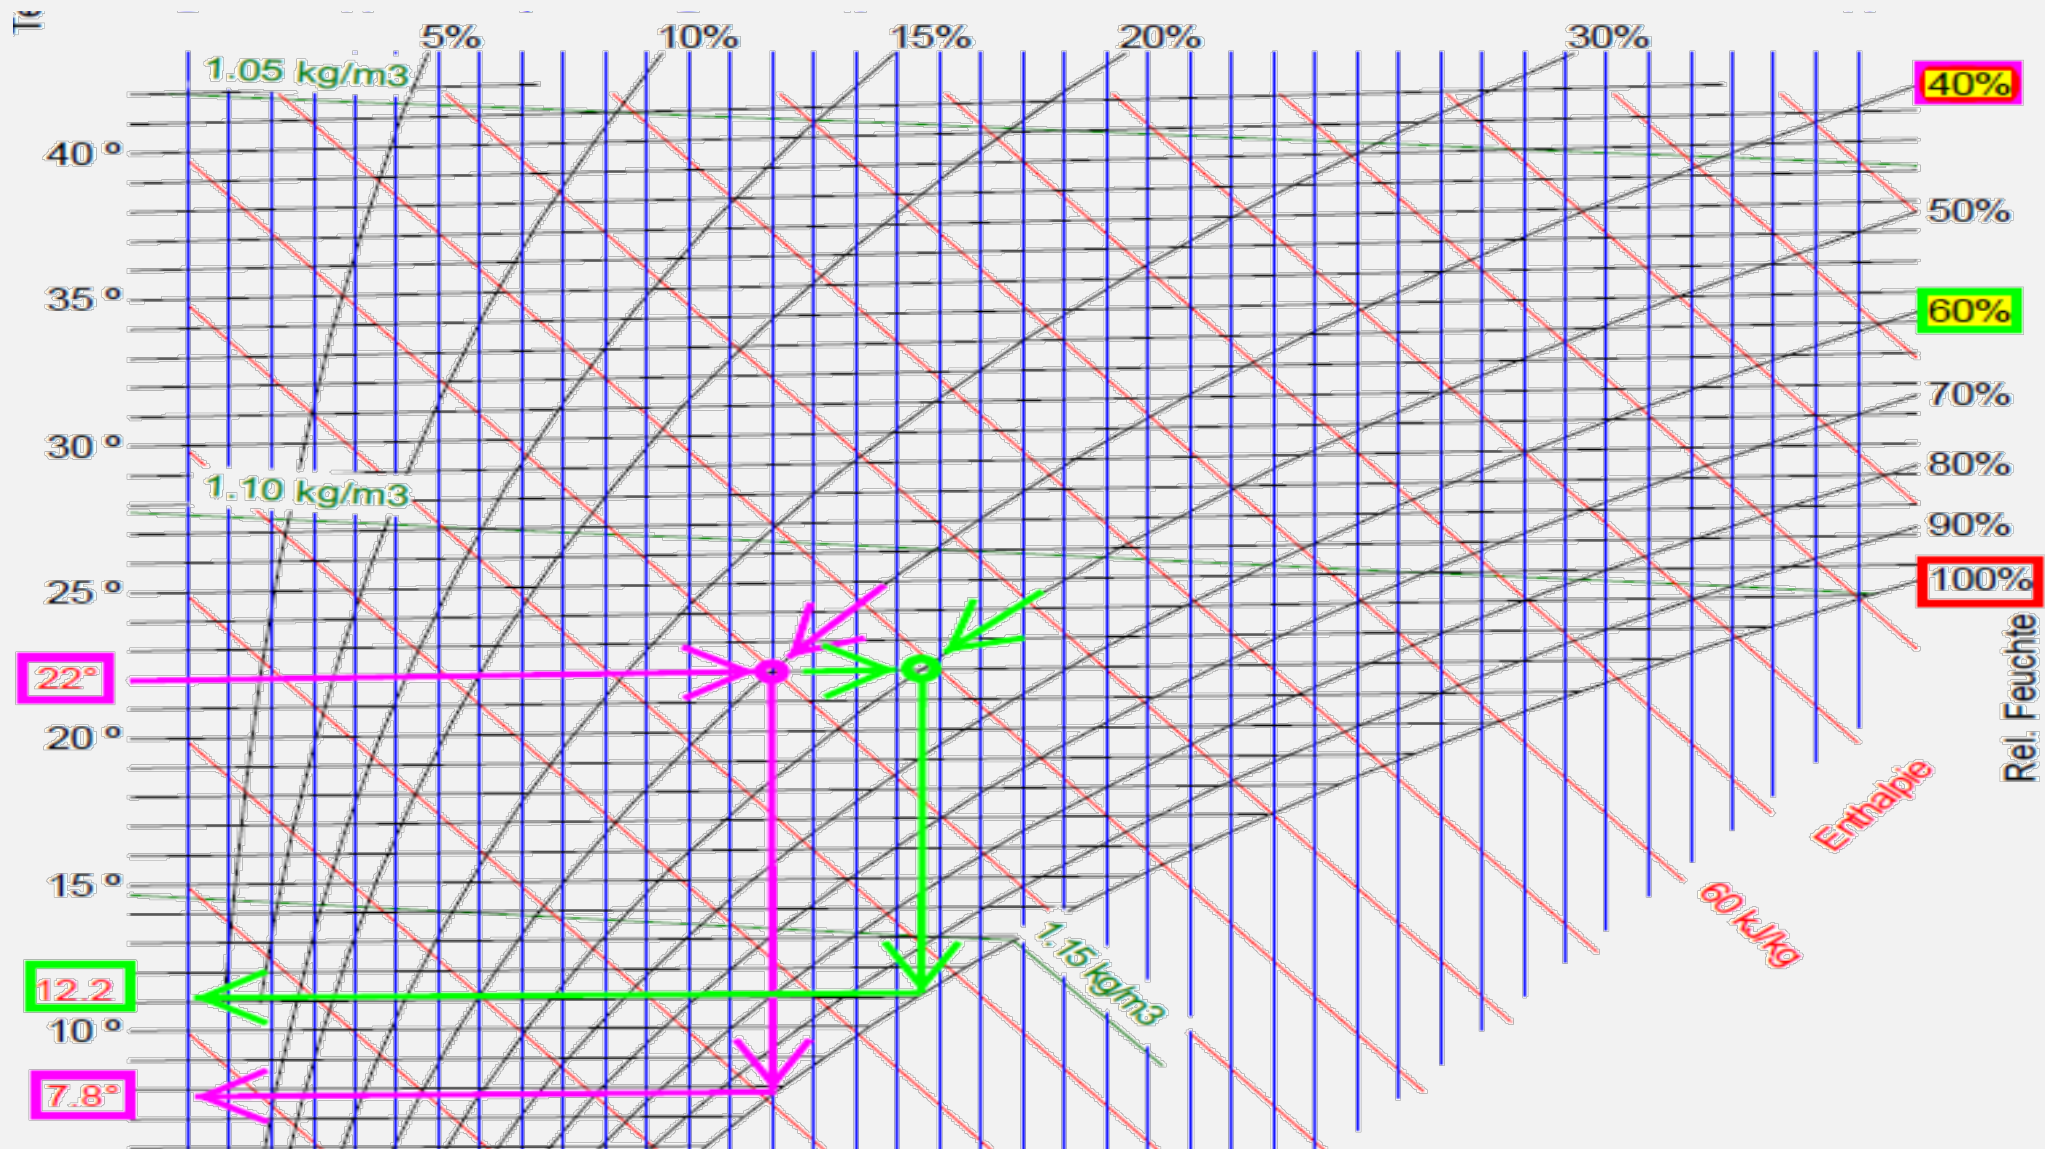 5% 10% 15% 20% 30%
1.05 kg/m3
40%
40 °
50%
35 °
60%
70%
30 °
80%
1.10 kg/m3
90%
100%
25 °
22°
20 °
Rel. Feuchte
Enthalpie
15 °
60 kJ/kg
1.15 kg/m3
12.2
10 °
7.8°